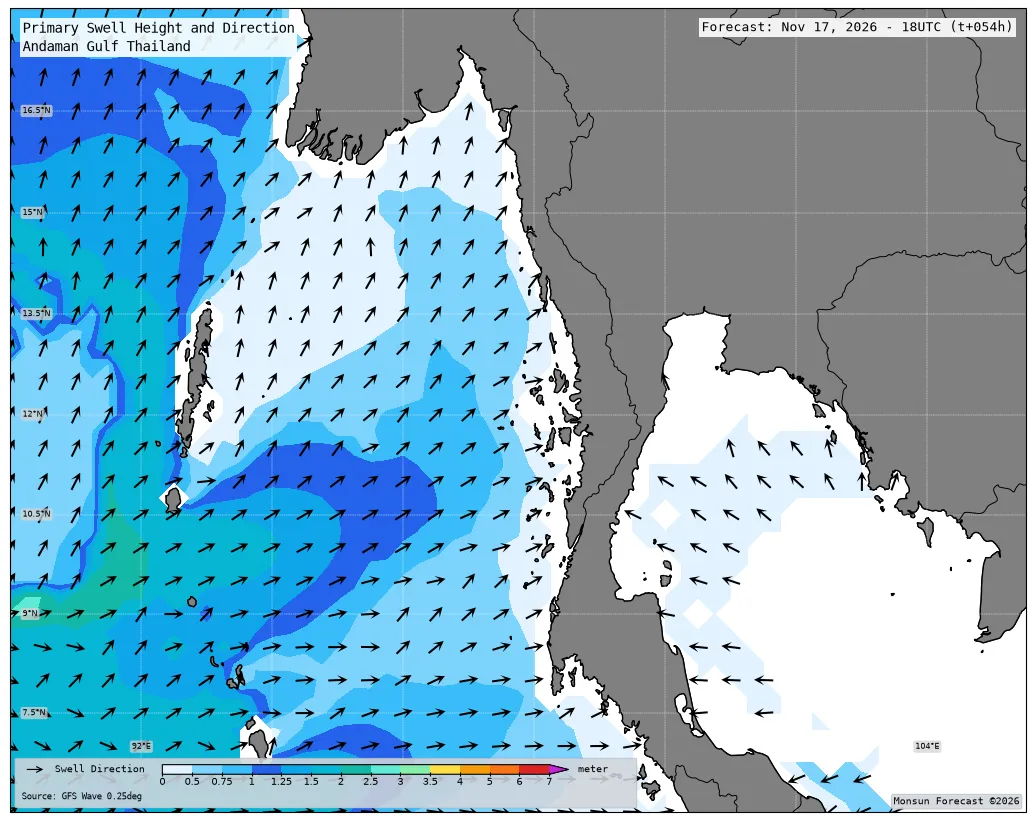 Primary Swell Height and Direction
Andaman Gulf Thailand
Forecast: Nov 17, 2026 - 18UTC (t+054h)
16.5°N
15°N
13.5°N
12°N
10.5°N
9°N
7.5°N
92°E
104°E
Swell Direction
0 0.5 0.75 1.25 1.5 2 2.5 3 3.5 4 5 6 7 meter
Source: GFS Wave 0.25deg
Monsun Forecast ©2026